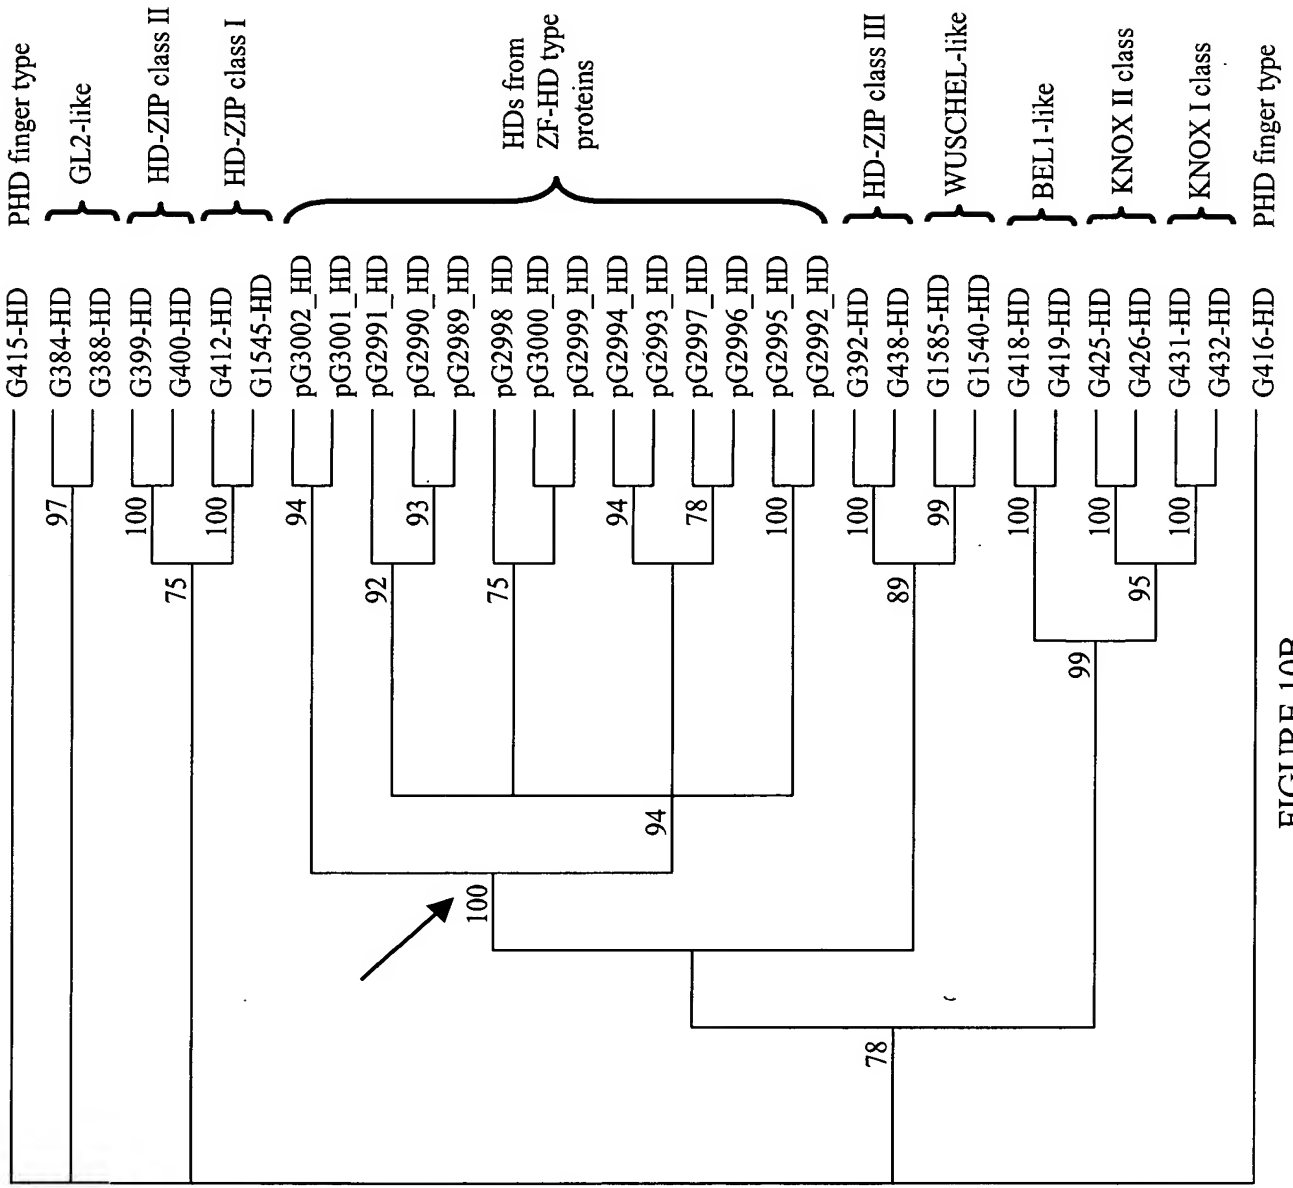 PHD finger type
GL2-like
HD-ZIP class II
HD-ZIP class I
HDs from
ZF-HD type
proteins
HD-ZIP class III
WUSCHEL-like
BEL1-like
KNOX II class
KNOX I class
PHD finger type
G415-HD
G384-HD
G388-HD
G399-HD
G400-HD
G412-HD
G1545-HD
pG3002_HD
pG3001_HD
pG2991_HD
pG2990_HD
pG2989_HD
pG2998_HD
pG3000_HD
pG2999_HD
pG2994_HD
pG2993_HD
pG2997_HD
pG2996_HD
pG2995_HD
pG2992_HD
G392-HD
G438-HD
G1585-HD
G1540-HD
G418-HD
G419-HD
G425-HD
G426-HD
G431-HD
G432-HD
G416-HD
97
100
100
94
93
94
78
100
100
99
100
100
100
75
92
75
89
95
99
94
100
78
FIGURE 10B